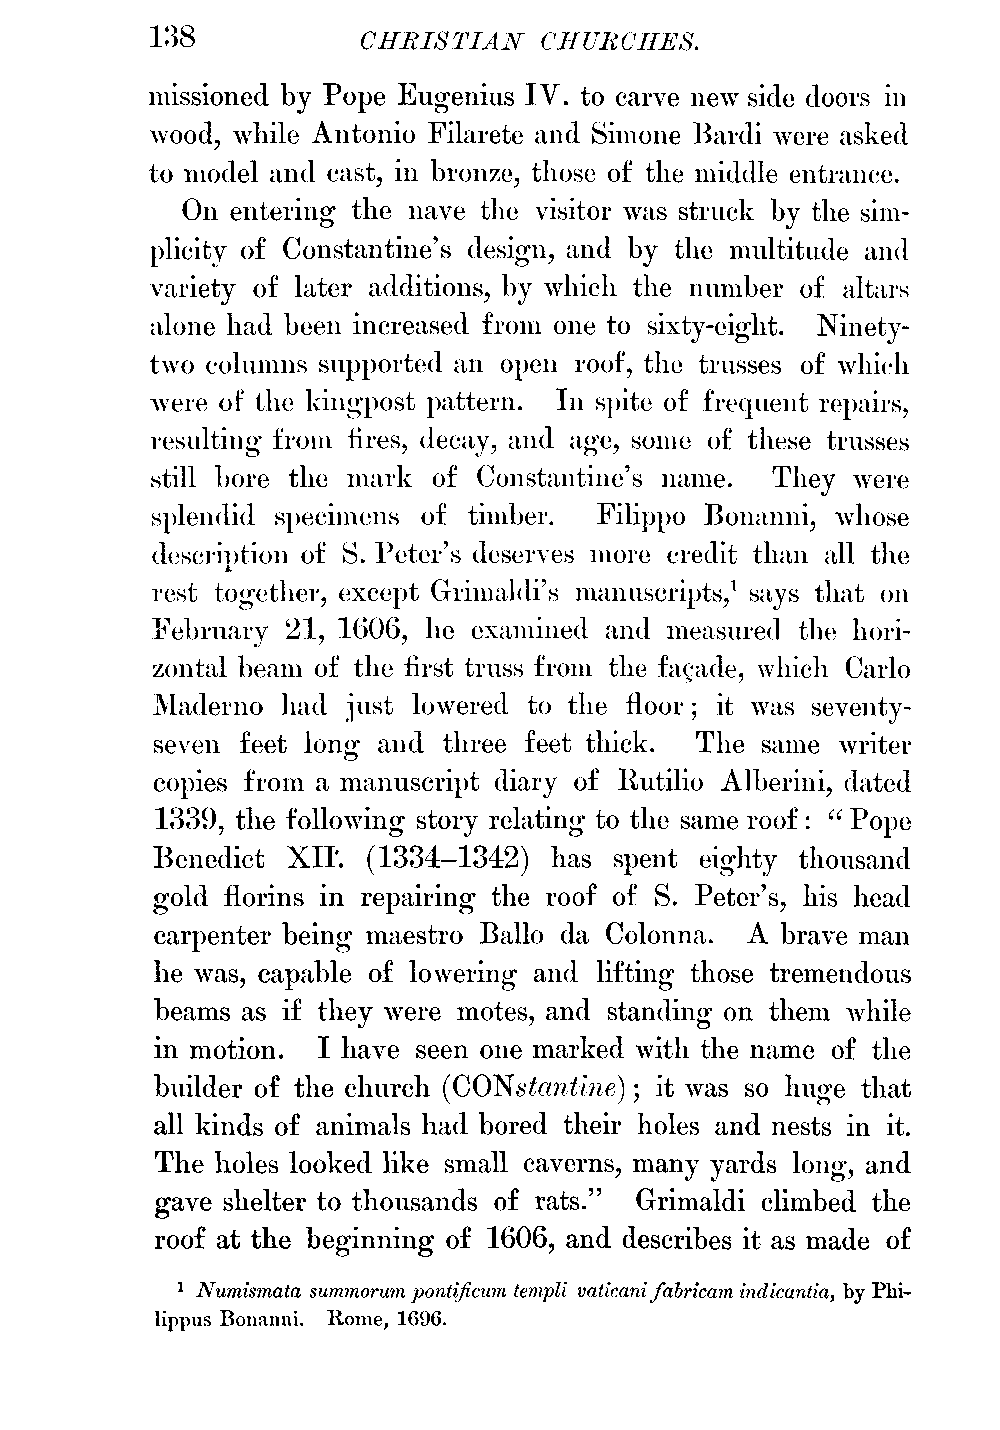 138 CHRISTIAN CHURCHES.
missioned by Pope Eugenius IV. to carve new side doors in
wood, while Antonio Filarete and Simone Bardi were asked
to model and cast, in bronze, those of the middle entrance.
On entering the nave the visitor was struck by the sim-
plicity of Constantine's design, and by the multitude and
variety of later additions, by which the number of altars
alone had been increased from one to sixty-eight. Ninety-
two columns supported an open roof, the trusses of which
were of the kingpost pattern. In spite of frequent repairs,
resulting from fires, decay, and age, some of these trusses
still bore the mark of Constantine's name. They were
splendid specimens of timber. Filippo Bonanni, whose
description of S. Peter's deserves more credit than all the
rest together, except Grimaldi's manuscripts,¹ says that on
February 21, 1606, he examined and measured the hori-
zontal beam of the first truss from the façade, which Carlo
Maderno had just lowered to the floor; it was seventy-
seven feet long and three feet thick. The same writer
copies from a manuscript diary of Rutilio Alberini, dated
1339, the following story relating to the same roof: “Pope
Benedict XII. (1334–1342) has spent eighty thousand
gold florins in repairing the roof of S. Peter's, his head
carpenter being maestro Ballo da Colonna. A brave man
he was, capable of lowering and lifting those tremendous
beams as if they were motes, and standing on them while
in motion. I have seen one marked with the name of the
builder of the church (CONstantine); it was so huge that
all kinds of animals had bored their holes and nests in it.
The holes looked like small caverns, many yards long, and
gave shelter to thousands of rats.” Grimaldi climbed the
roof at the beginning of 1606, and describes it as made of
¹ Numismata summorum pontificum templi vaticani fabricam indicantia, by Phi-
lippus Bonanni. Rome, 1696.